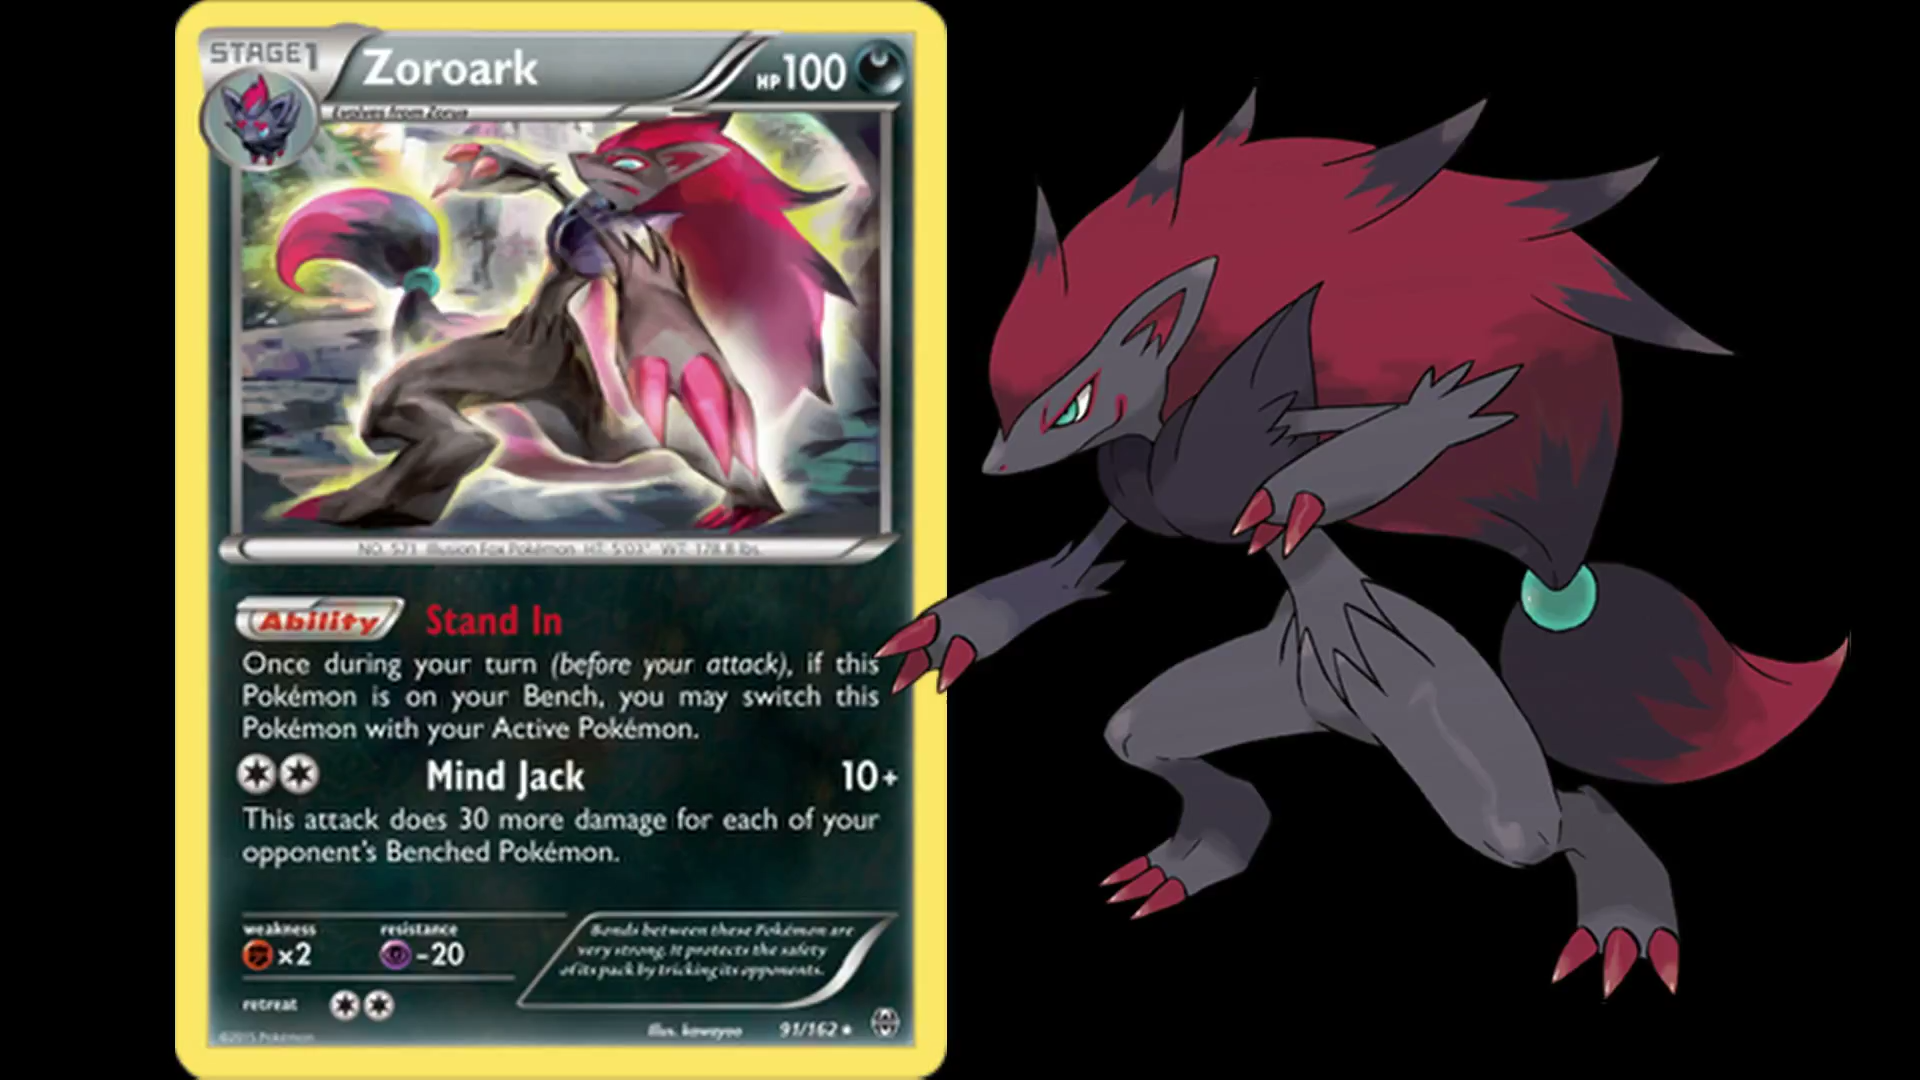 STAGE1
Zoroark
HP100
Evolves from Zorua
NO. 571 Illusion Fox Pokémon HT: 5'03" WT: 178.8 lbs.
Ability Stand In
Once during your turn (before your attack), if this
Pokémon is on your Bench, you may switch this
Pokémon with your Active Pokémon.
Mind Jack 10+
This attack does 30 more damage for each of your
opponent's Benched Pokémon.
weakness resistance
×2 -20
Bonds between these Pokémon are
very strong. It protects the safety
of its pack by tricking its opponents.
retreat
©2015 Pokémon
Illus. kawayoo 91/162 ★